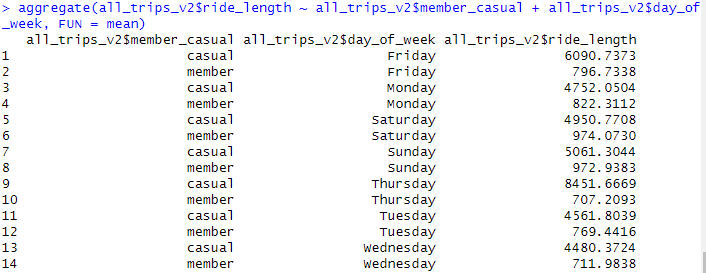 > aggregate(all_trips_v2$ride_length ~ all_trips_v2$member_casual + all_trips_v2$day_of
_week, FUN = mean)
all_trips_v2$member_casual all_trips_v2$day_of_week all_trips_v2$ride_length
1 casual Friday 6090.7373
2 member Friday 796.7338
3 casual Monday 4752.0504
4 member Monday 822.3112
5 casual Saturday 4950.7708
6 member Saturday 974.0730
7 casual Sunday 5061.3044
8 member Sunday 972.9383
9 casual Thursday 8451.6669
10 member Thursday 707.2093
11 casual Tuesday 4561.8039
12 member Tuesday 769.4416
13 casual Wednesday 4480.3724
14 member Wednesday 711.9838